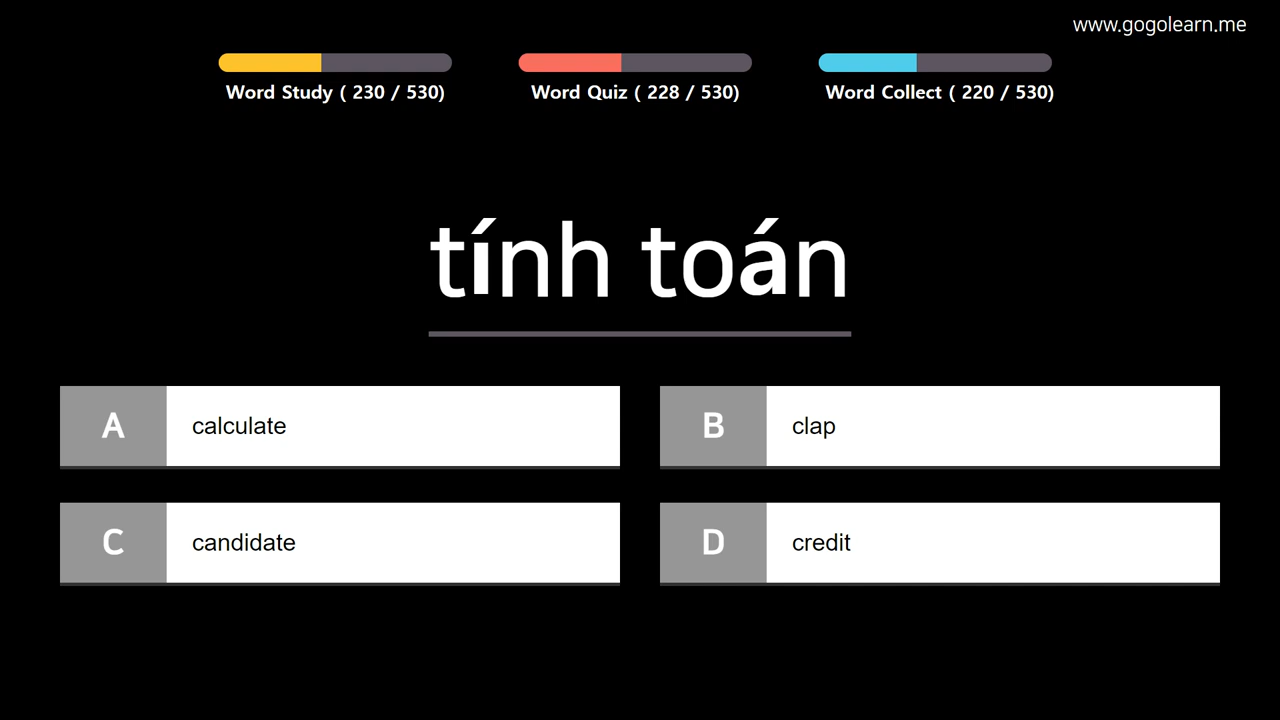 www.gogolearn.me
Word Study ( 230 / 530)
Word Quiz ( 228 / 530)
Word Collect ( 220 / 530)
tính toán
A calculate
B clap
C candidate
D credit